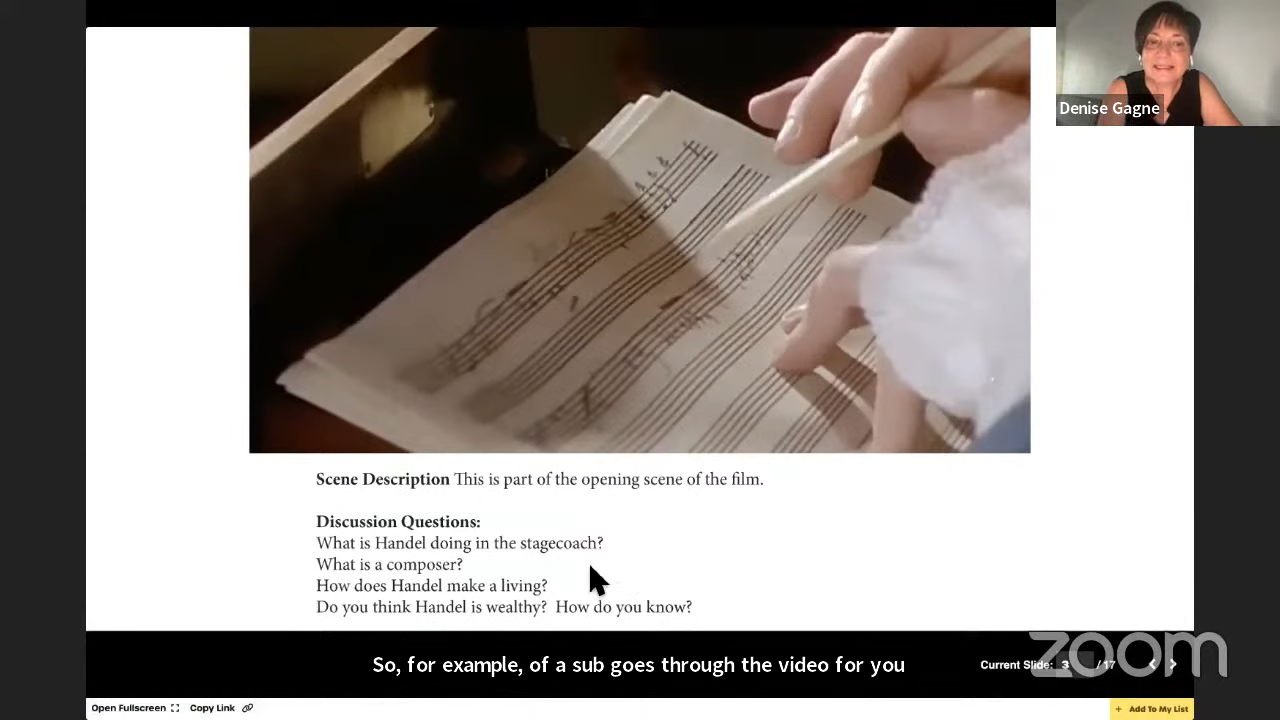 Denise Gagne
Scene Description This is part of the opening scene of the film.
Discussion Questions:
What is Handel doing in the stagecoach?
What is a composer?
How does Handel make a living?
Do you think Handel is wealthy? How do you know?
So, for example, of a sub goes through the video for you
Current Slide: 3 / 17
zoom
Open Fullscreen
Copy Link
+ Add To My List